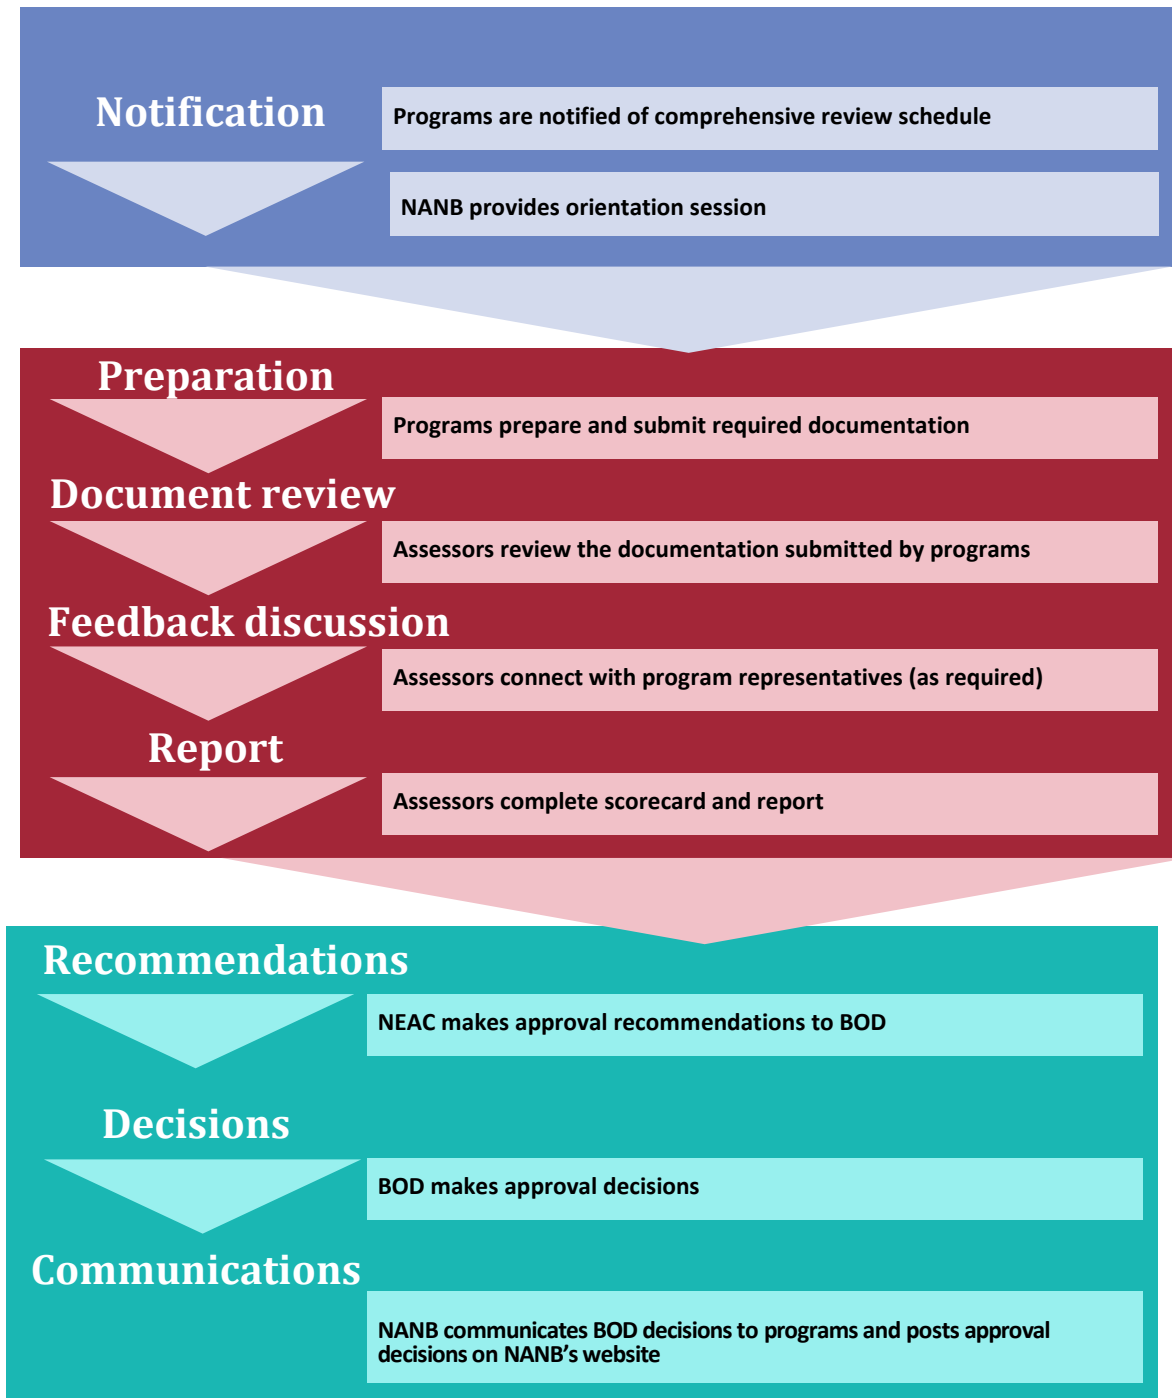 Notification
Programs are notified of comprehensive review schedule
NANB provides orientation session
Preparation
Programs prepare and submit required documentation
Document review
Assessors review the documentation submitted by programs
Feedback discussion
Assessors connect with program representatives (as required)
Report
Assessors complete scorecard and report
Recommendations
NEAC makes approval recommendations to BOD
Decisions
BOD makes approval decisions
Communications
NANB communicates BOD decisions to programs and posts approval
decisions on NANB's website